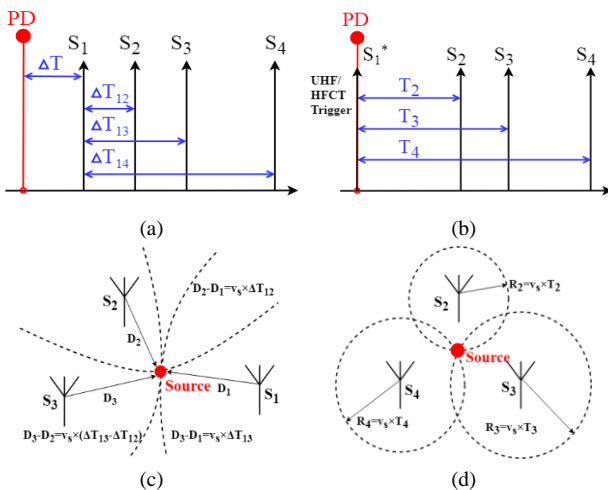 PD
S1 S2 S3 S4
ΔT
ΔT12
ΔT13
ΔT14
(a)
PD
S1* S2 S3 S4
UHF/
HFCT
Trigger
T2
T3
T4
(b)
S2
D2-D1=vs×ΔT12
D2
Source
S3
D3
D1
S1
D3-D2=vs×(ΔT13-ΔT12)
D3-D1=vs×ΔT13
(c)
S2
R2=vs×T2
Source
S4
S3
R4=vs×T4
R3=vs×T3
(d)